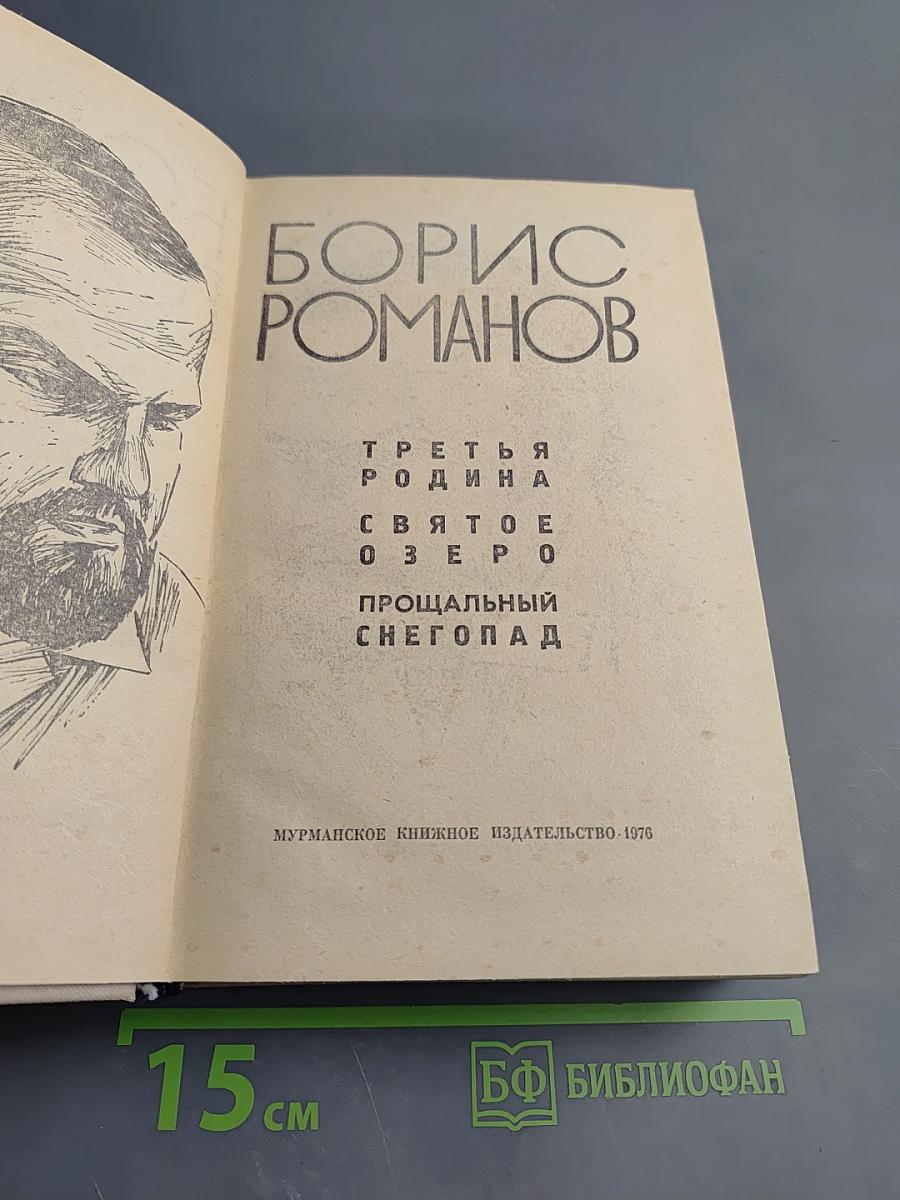 БОРИС
РОМАНОВ
ТРЕТЬЯ
РОДИНА
СВЯТОЕ
ОЗЕРО
ПРОЩАЛЬНЫЙ
СНЕГОПАД
МУРМАНСКОЕ КНИЖНОЕ ИЗДАТЕЛЬСТВО·1976
15 см
БФ БИБЛИОФАН